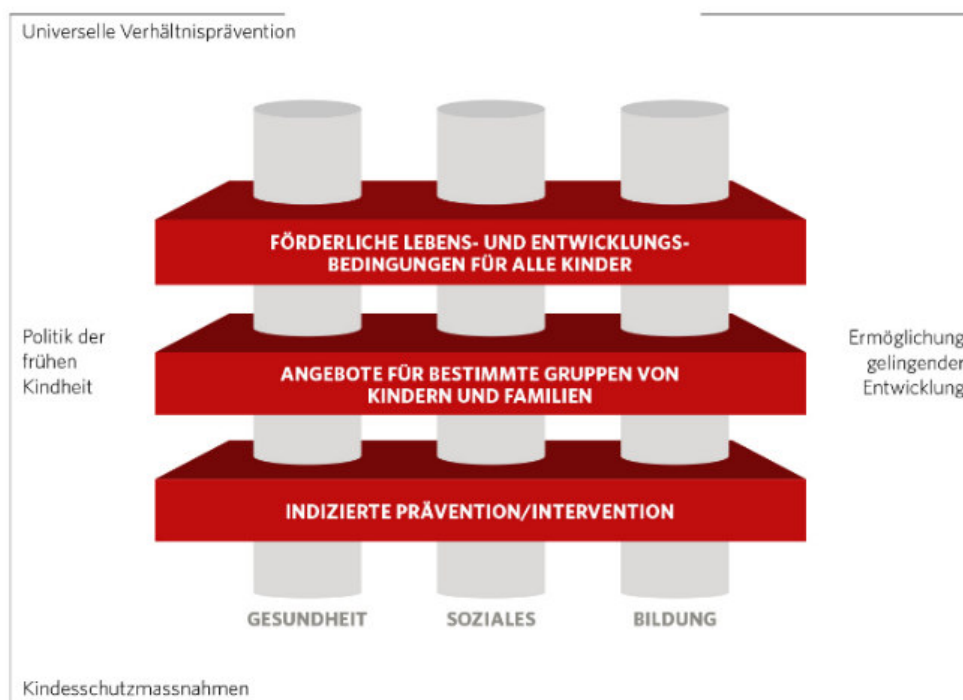 Universelle Verhältnisprävention
FÖRDERLICHE LEBENS- UND ENTWICKLUNGS-
BEDINGUNGEN FÜR ALLE KINDER
Politik der
frühen
Kindheit
ANGEBOTE FÜR BESTIMMTE GRUPPEN VON
KINDERN UND FAMILIEN
Ermöglichung
gelingender
Entwicklung
INDIZIERTE PRÄVENTION/INTERVENTION
GESUNDHEIT
SOZIALES
BILDUNG
Kindesschutzmassnahmen